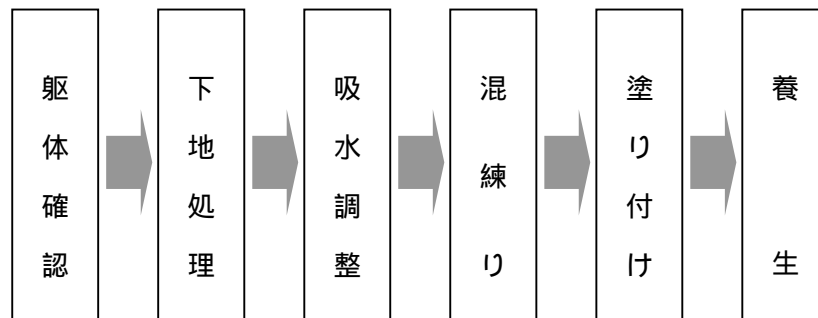 躯体確認
下地処理
吸水調整
混練り
塗り付け
養生